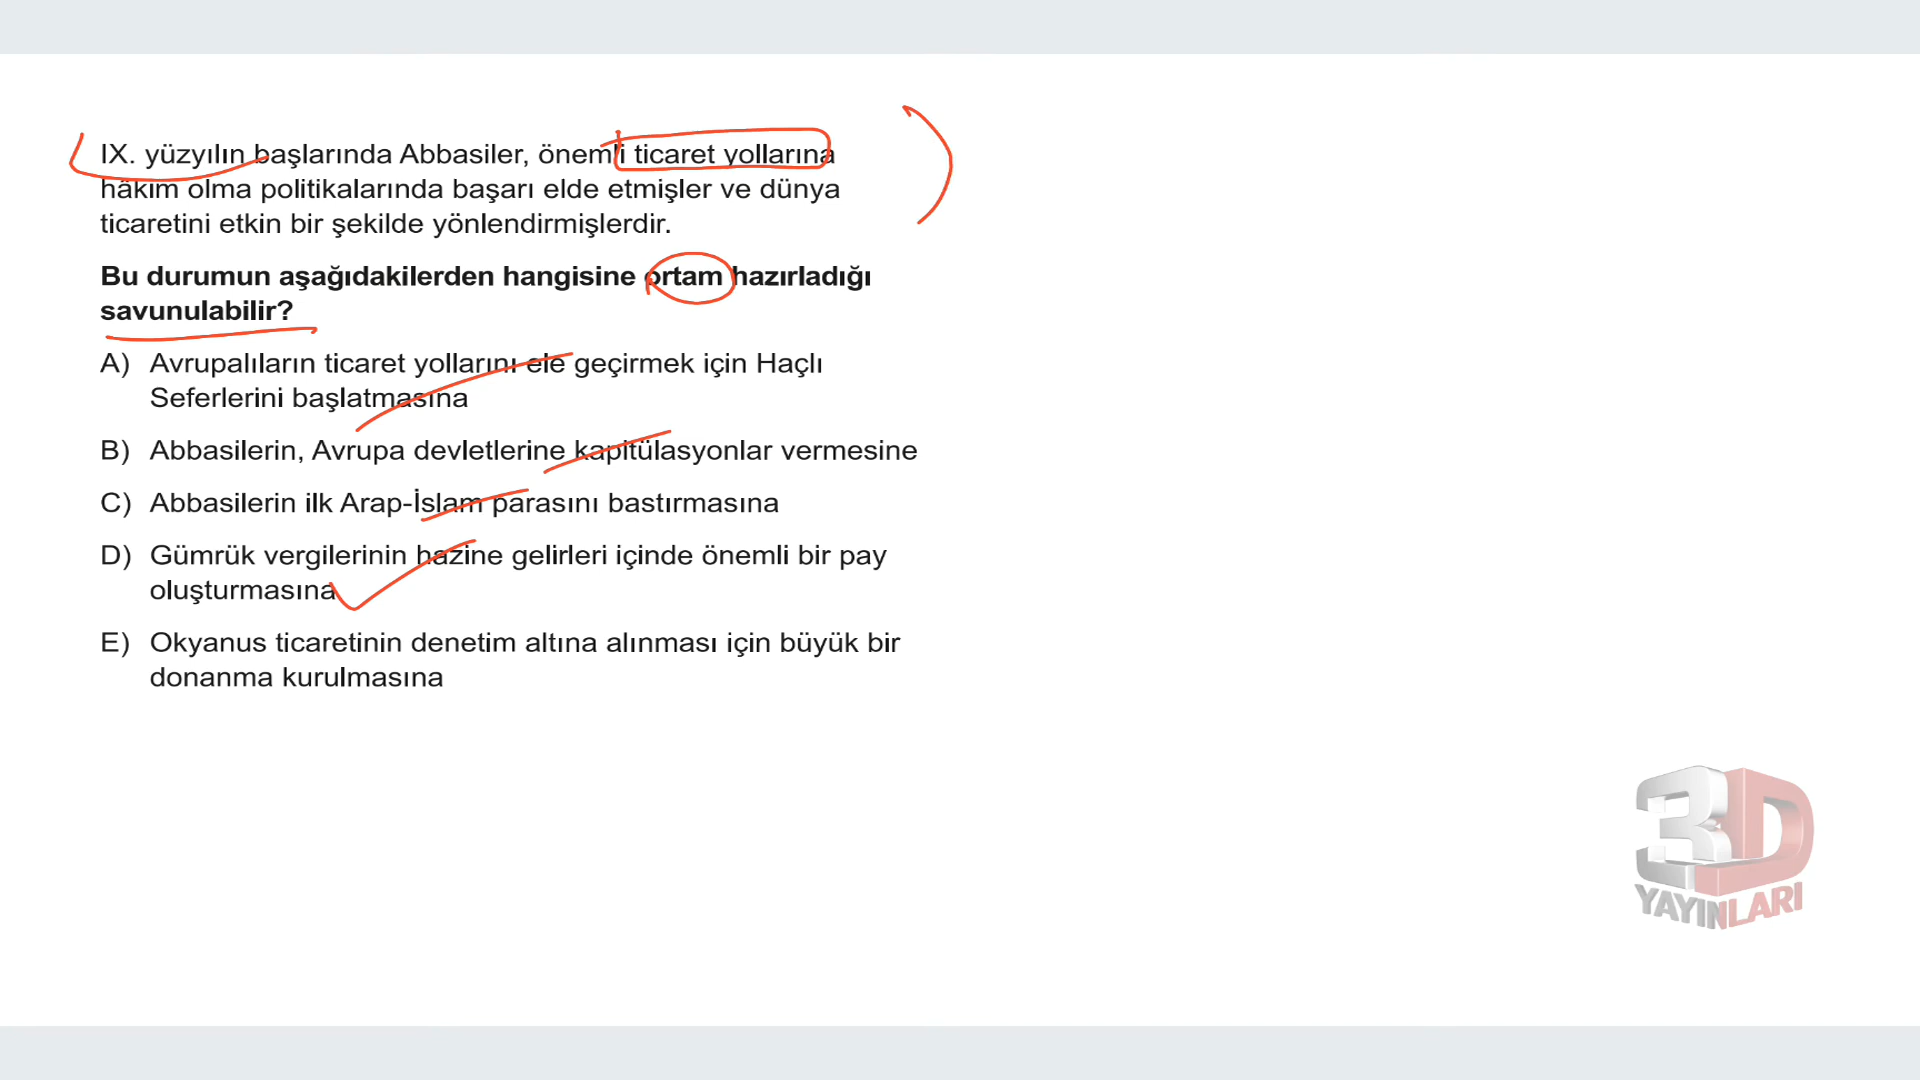 IX. yüzyılın başlarında Abbasiler, önemli ticaret yollarına
hâkim olma politikalarında başarı elde etmişler ve dünya
ticaretini etkin bir şekilde yönlendirmişlerdir.
Bu durumun aşağıdakilerden hangisine ortam hazırladığı
savunulabilir?
A) Avrupalıların ticaret yollarını ele geçirmek için Haçlı
Seferlerini başlatmasına
B) Abbasilerin, Avrupa devletlerine kapitülasyonlar vermesine
C) Abbasilerin ilk Arap-İslam parasını bastırmasına
D) Gümrük vergilerinin hazine gelirleri içinde önemli bir pay
oluşturmasına
E) Okyanus ticaretinin denetim altına alınması için büyük bir
donanma kurulmasına
3D
YAYINLARI